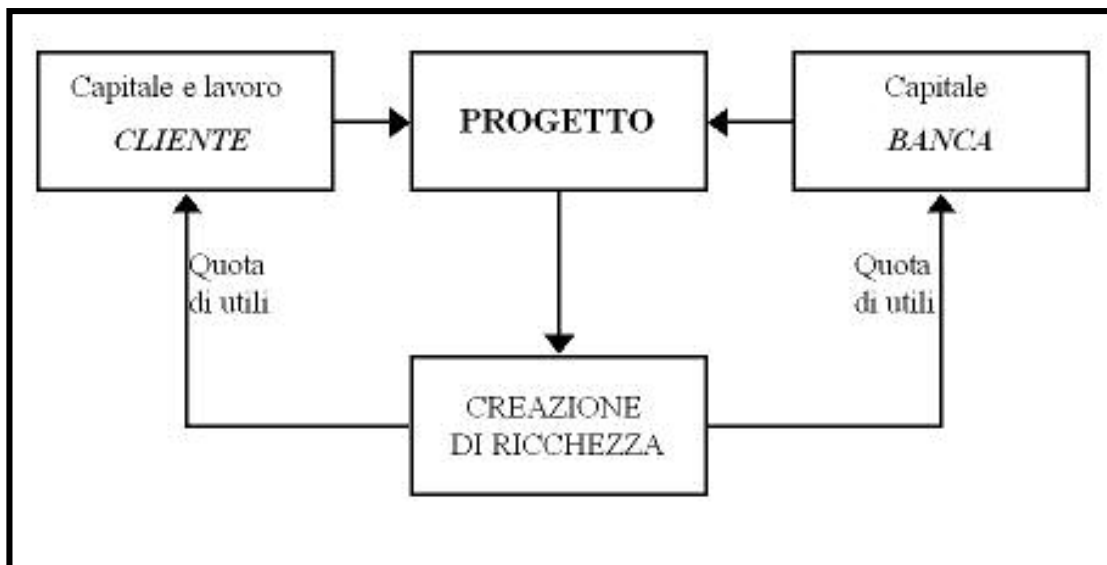 Capitale e lavoro
CLIENTE
PROGETTO
Capitale
BANCA
Quota
di utili
Quota
di utili
CREAZIONE
DI RICCHEZZA